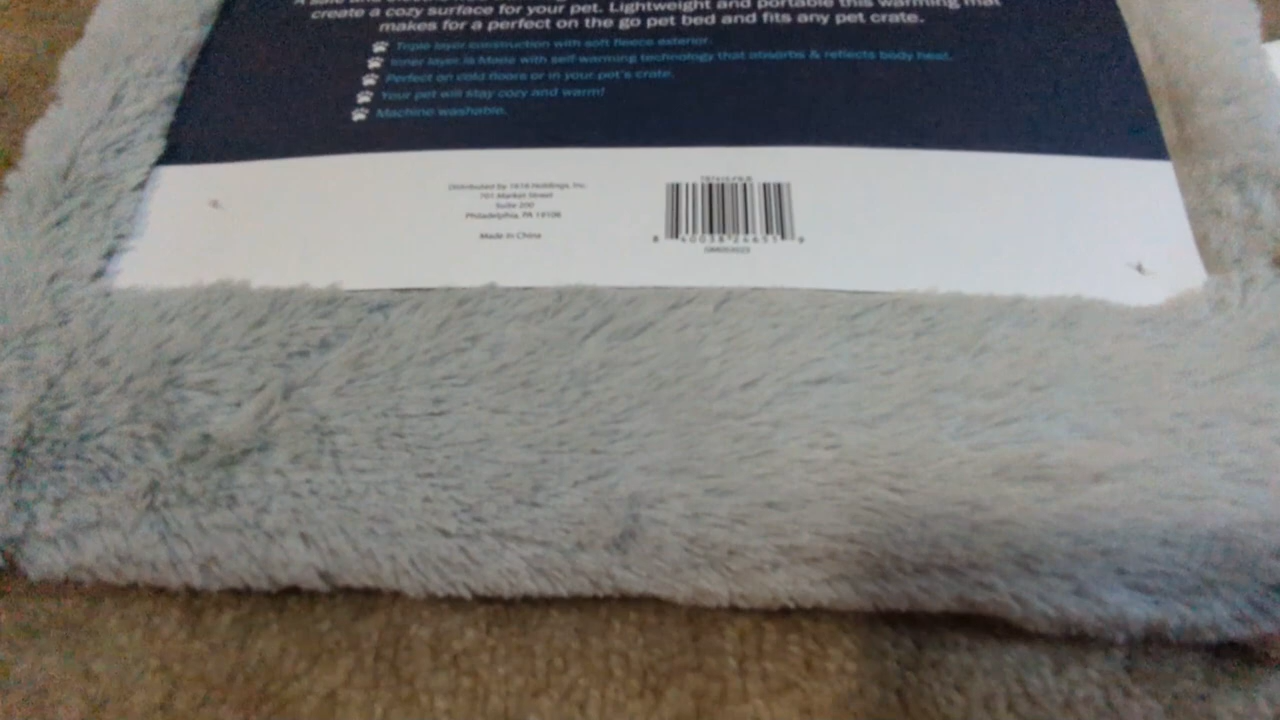 create a cozy surface for your pet. Lightweight and portable this warming mat
makes for a perfect on the go pet bed and fits any pet crate.
Triple layer construction with soft fleece exterior.
Inner layer is Made with self-warming technology that absorbs & reflects body heat.
Perfect on cold floors or in your pet's crate.
Your pet will stay cozy and warm!
Machine washable.
Distributed by 1616 Holdings, Inc.
701 Market Street
Suite 200
Philadelphia, PA 19106
Made in China